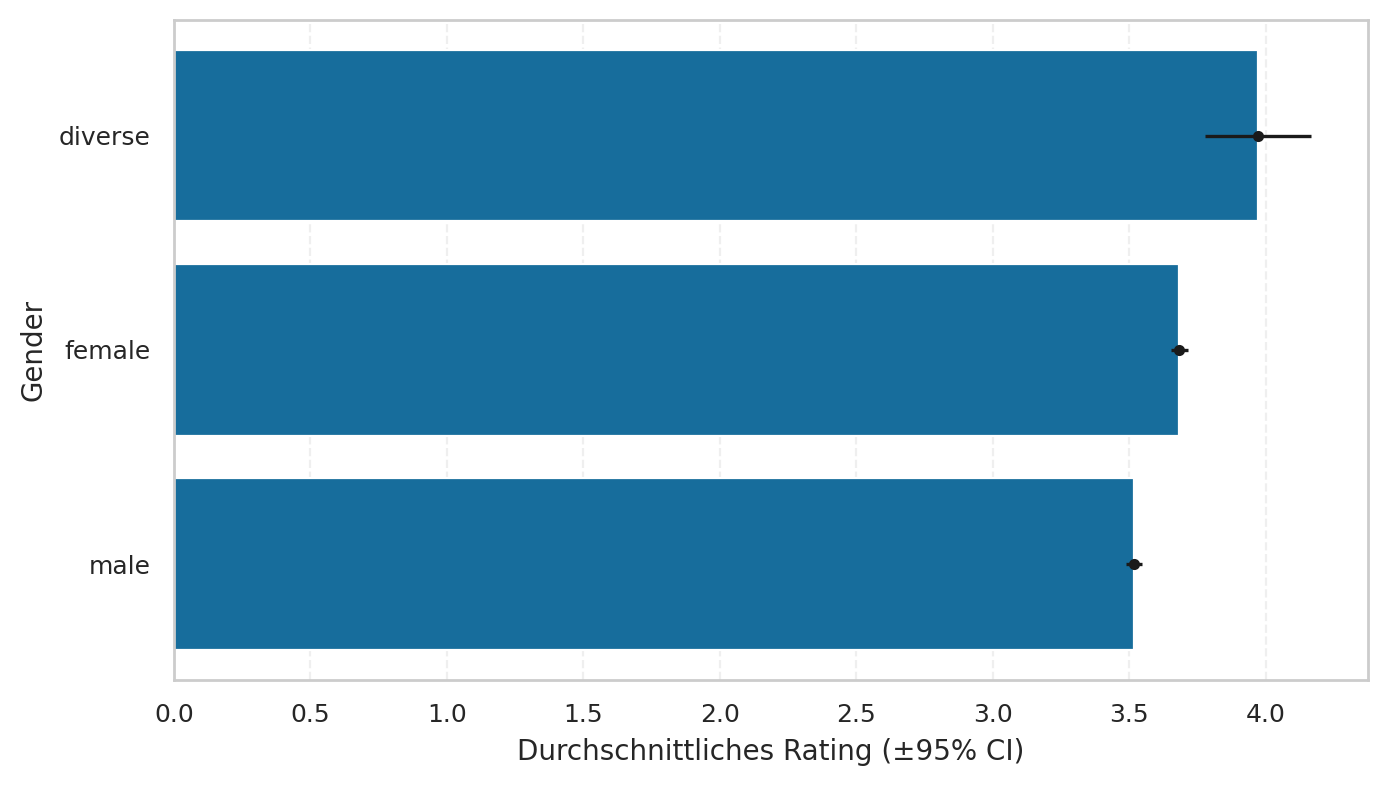 diverse
female
male
Gender
0.0 0.5 1.0 1.5 2.0 2.5 3.0 3.5 4.0
Durchschnittliches Rating (±95% CI)